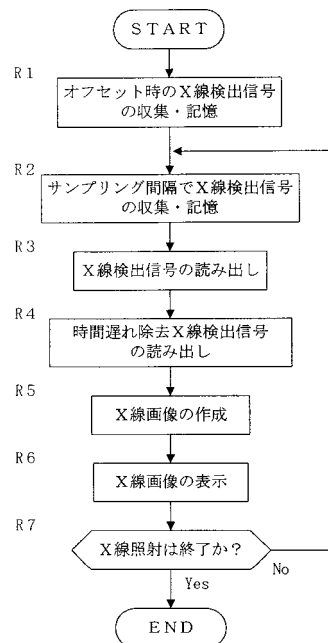 START
R1
オフセット時のX線検出信号
の収集・記憶
R2
サンプリング間隔でX線検出信号
の収集・記憶
R3
X線検出信号の読み出し
R4
時間遅れ除去X線検出信号
の読み出し
R5
X線画像の作成
R6
X線画像の表示
R7
X線照射は終了か?
No
Yes
END